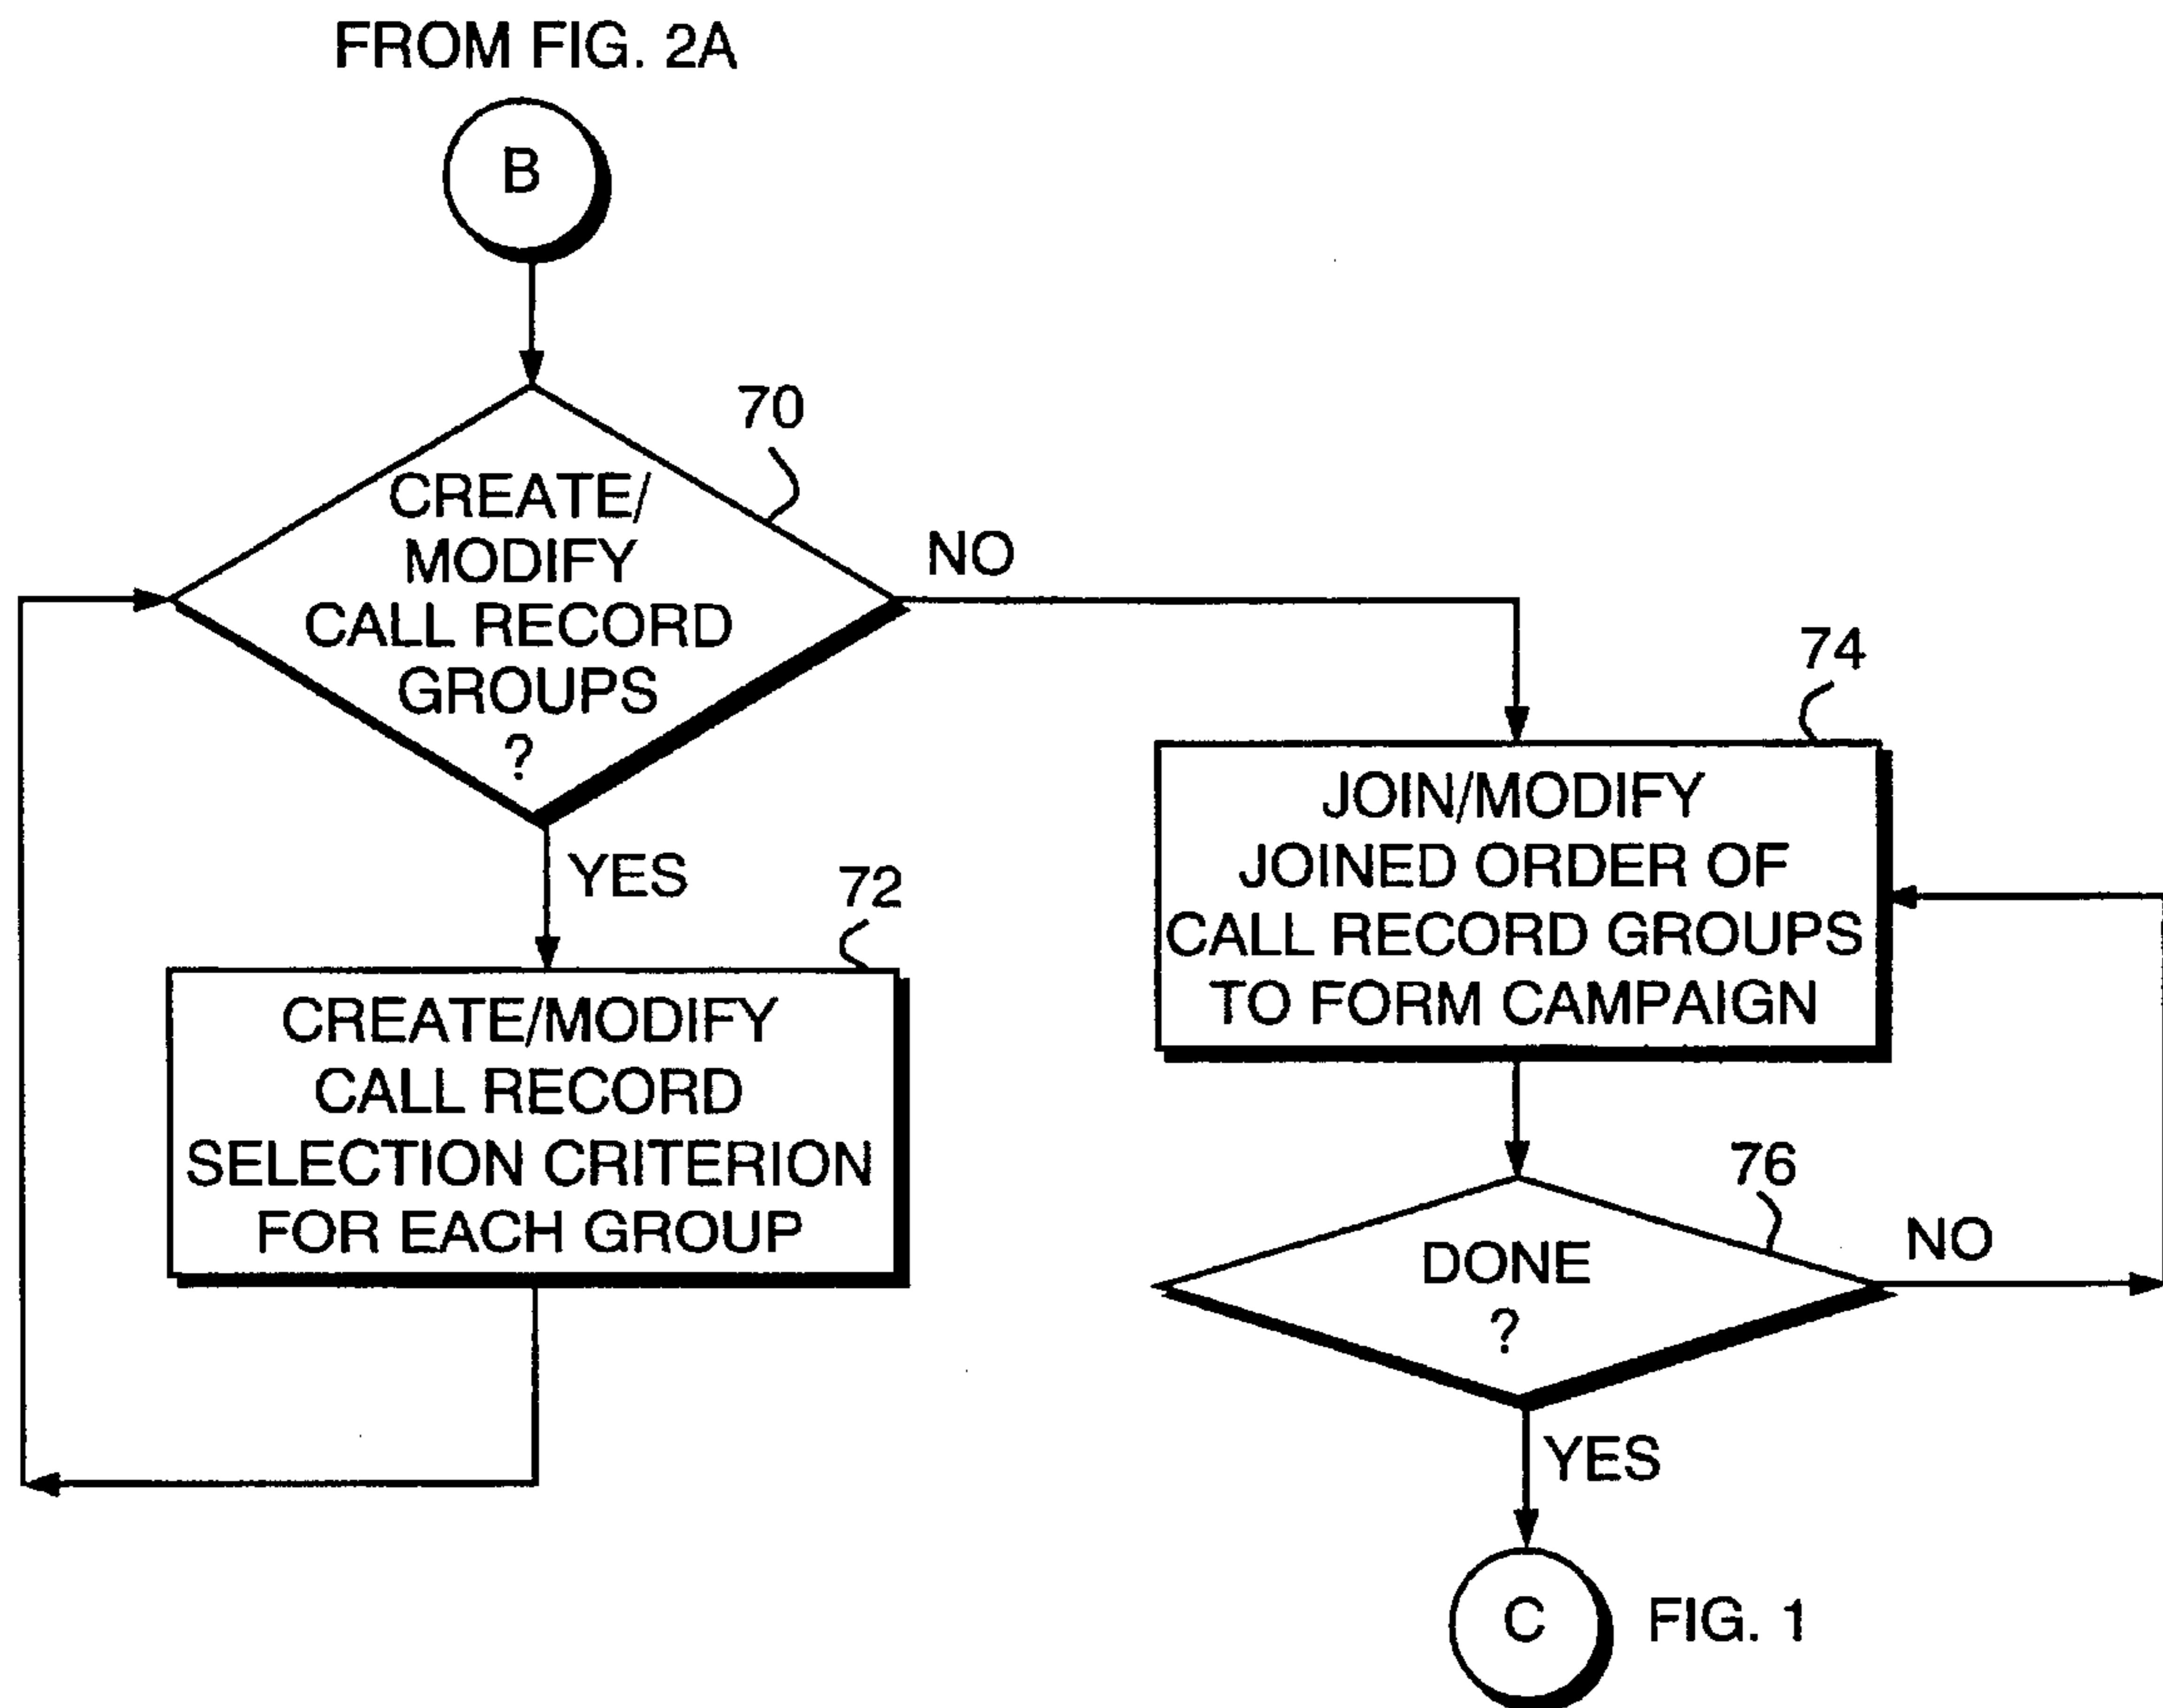 FROM FIG. 2A
B
70
CREATE/
MODIFY
CALL RECORD
GROUPS
?
NO
YES
72
CREATE/MODIFY
CALL RECORD
SELECTION CRITERION
FOR EACH GROUP
74
JOIN/MODIFY
JOINED ORDER OF
CALL RECORD GROUPS
TO FORM CAMPAIGN
76
DONE
?
NO
YES
C
FIG. 1